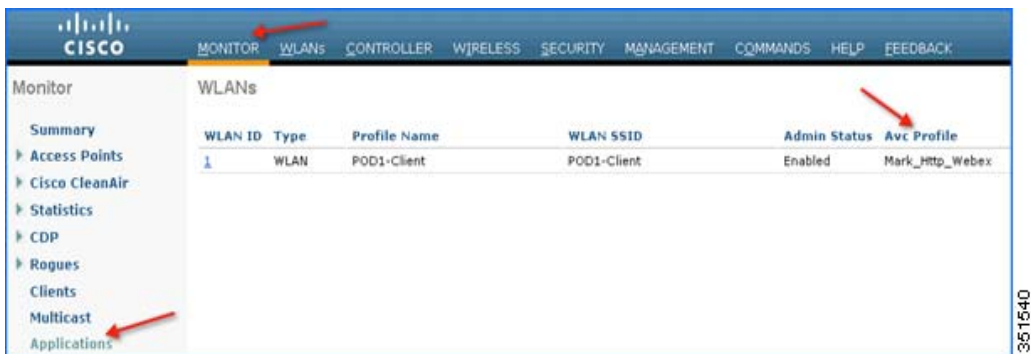 CISCO
MONITOR WLANs CONTROLLER WIRELESS SECURITY MANAGEMENT COMMANDS HELP FEEDBACK
Monitor
Summary
Access Points
Cisco CleanAir
Statistics
CDP
Rogues
Clients
Multicast
Applications
WLANs
WLAN ID Type Profile Name WLAN SSID Admin Status Avc Profile
1 WLAN POD1-Client POD1-Client Enabled Mark_Http_Webex
351540